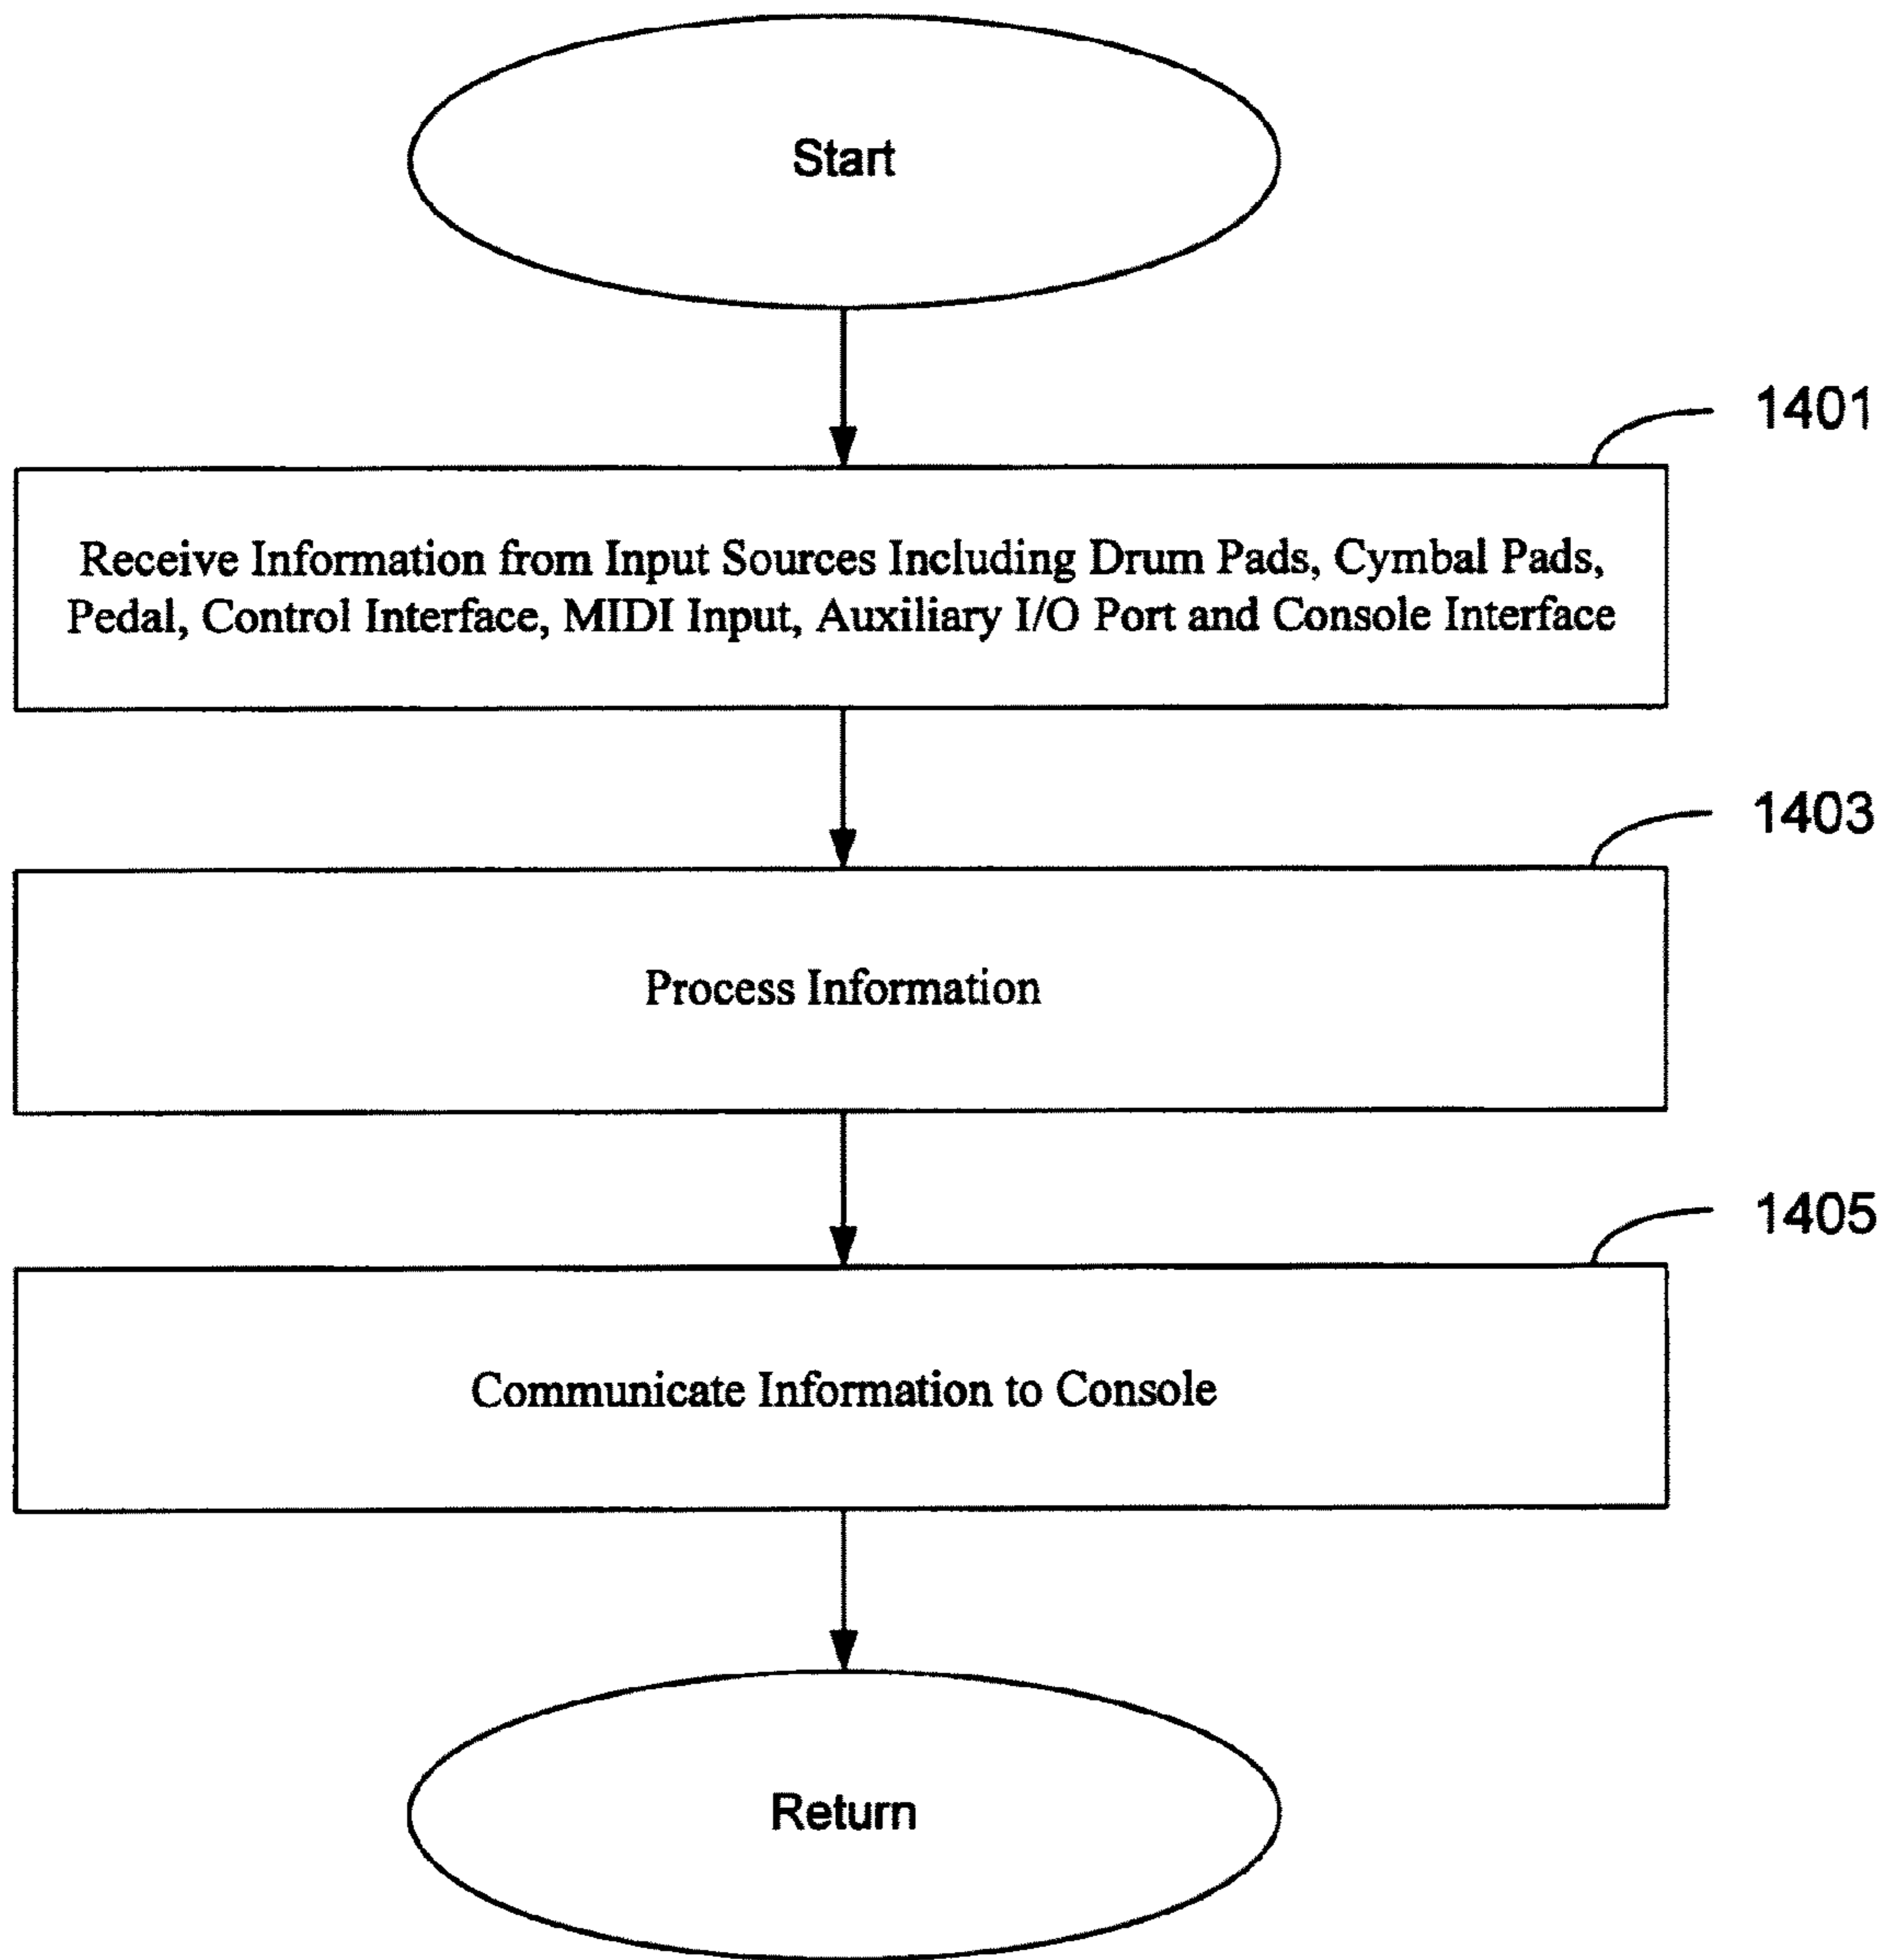 Start
1401
Receive Information from Input Sources Including Drum Pads, Cymbal Pads,
Pedal, Control Interface, MIDI Input, Auxiliary I/O Port and Console Interface
1403
Process Information
1405
Communicate Information to Console
Return